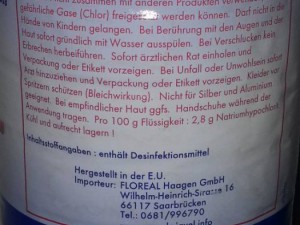 zusammen mit anderen Produkten verwenden
gefährliche Gase (Chlor) freigesetzt werden können. Darf nicht in die
Hände von Kindern gelangen. Bei Berührung mit den Augen und der
Haut sofort gründlich mit Wasser ausspülen. Bei Verschlucken kein
Erbrechen herbeiführen. Sofort ärztlichen Rat einholen und
Verpackung oder Etikett vorzeigen. Bei Unfall oder Unwohlsein sofort
Arzt hinzuziehen und Verpackung oder Etikett vorzeigen. Kleider vor
Spritzern schützen (Bleichwirkung). Nicht für Silber und Aluminium
geeignet. Bei empfindlicher Haut ggfs. Handschuhe während der
Anwendung tragen. Pro 100 g Flüssigkeit : 2,8 g Natriumhypochlorit
Kühl und aufrecht lagern !
Inhaltsstoffangaben : enthält Desinfektionsmittel
Hergestellt in der E.U.
Importeur: FLOREAL Haagen GmbH
Wilhelm-Heinrich-Strasse 16
66117 Saarbrücken
Tel.: 0681/996790